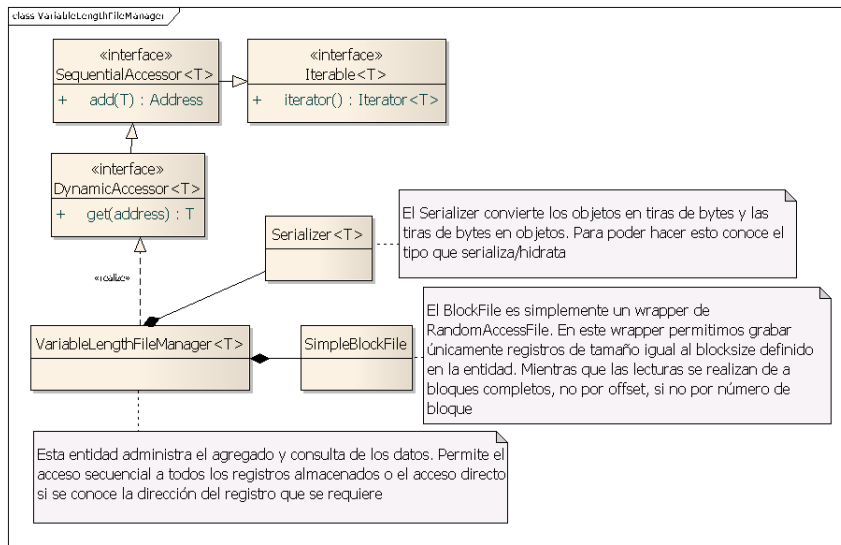 class VariableLengthFileManager
«interface»
SequentialAccessor<T>
+ add(T) : Address
«interface»
Iterable<T>
+ iterator() : Iterator<T>
«interface»
DynamicAccessor<T>
+ get(address) : T
Serializer<T>
El Serializer convierte los objetos en tiras de bytes y las
tiras de bytes en objetos. Para poder hacer esto conoce el
tipo que serializa/hidrata
«realize»
VariableLengthFileManager<T>
SimpleBlockFile
El BlockFile es simplemente un wrapper de
RandomAccessFile. En este wrapper permitimos grabar
únicamente registros de tamaño igual al blocksize definido
en la entidad. Mientras que las lecturas se realizan de a
bloques completos, no por offset, si no por número de
bloque
Esta entidad administra el agregado y consulta de los datos. Permite el
acceso secuencial a todos los registros almacenados o el acceso directo
si se conoce la dirección del registro que se requiere